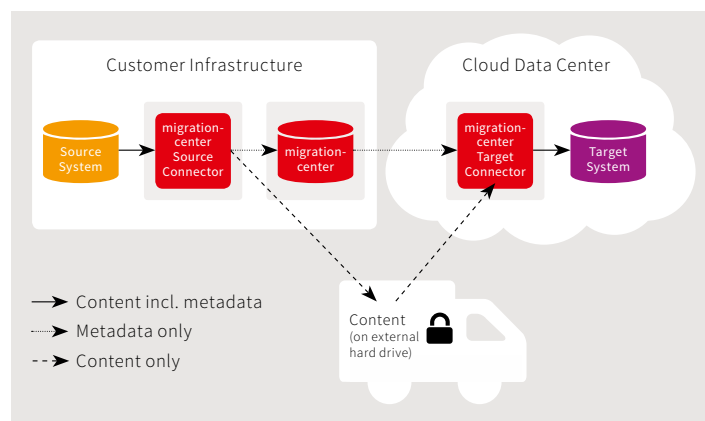 Customer Infrastructure
Cloud Data Center
Source
System
migration-
center
Source
Connector
migration-
center
migration-
center
Target
Connector
Target
System
Content incl. metadata
Metadata only
Content only
Content
(on external
hard drive)